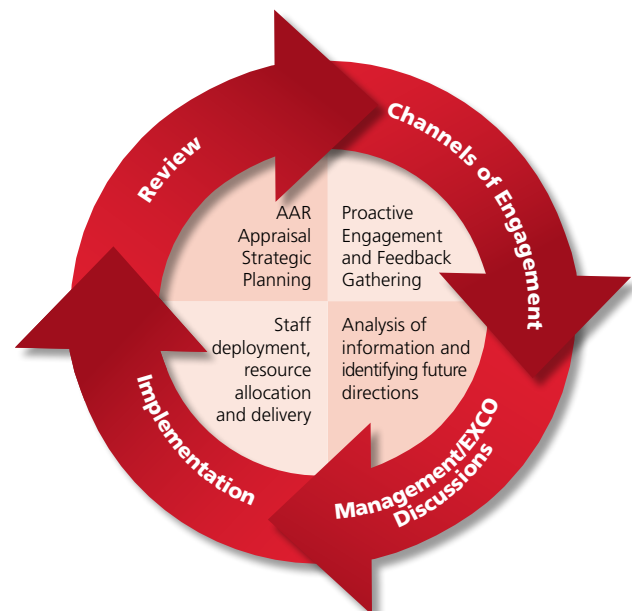 Review
Channels of Engagement
AAR
Appraisal
Strategic
Planning
Proactive
Engagement
and Feedback
Gathering
Staff
deployment,
resource
allocation
and delivery
Analysis of
information and
identifying future
directions
Implementation
Management/EXCO
Discussions